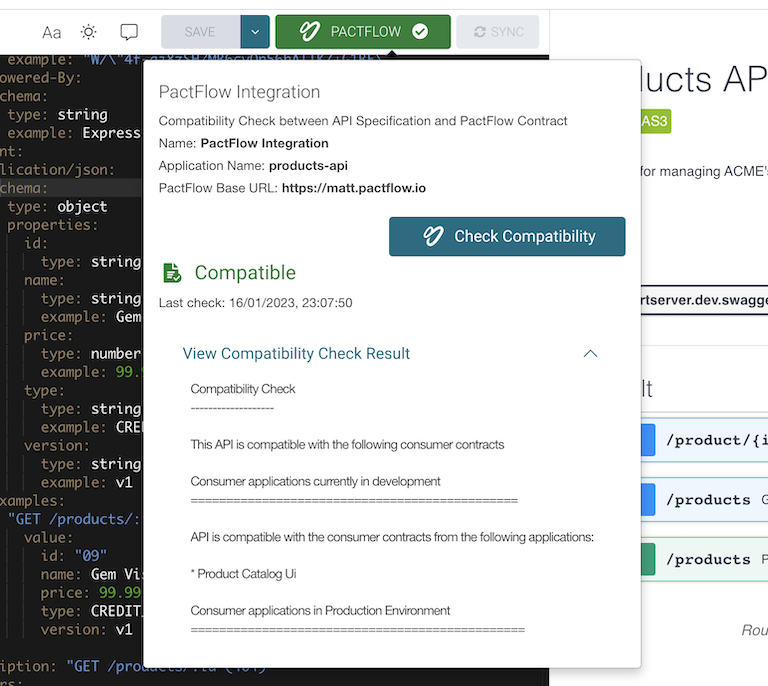 Aa
SAVE
PACTFLOW
SYNC
example: "W/\"4f
owered-By:
chema:
type: string
example: Express
nt:
lication/json:
chema:
type: object
properties:
id:
type: string
name:
type: string
example: Gem
price:
type: number
example: 99.9
type:
type: string
example: CRED
version:
type: string
example: v1
xamples:
"GET /products/:
value:
id: "09"
name: Gem Vis
price: 99.99
type: CREDIT_
version: v1
iption: "GET /products/:id (404)"
rs:
PactFlow Integration
Compatibility Check between API Specification and PactFlow Contract
Name: PactFlow Integration
Application Name: products-api
PactFlow Base URL: https://matt.pactflow.io
Check Compatibility
Compatible
Last check: 16/01/2023, 23:07:50
View Compatibility Check Result
Compatibility Check
--------------------
This API is compatible with the following consumer contracts
Consumer applications currently in development
==============================================
API is compatible with the consumer contracts from the following applications:
* Product Catalog Ui
Consumer applications in Production Environment
===============================================
ucts AP
AS3
for managing ACME's
rtserver.dev.swagge
lt
/product/{i
/products G
/products P
Rou